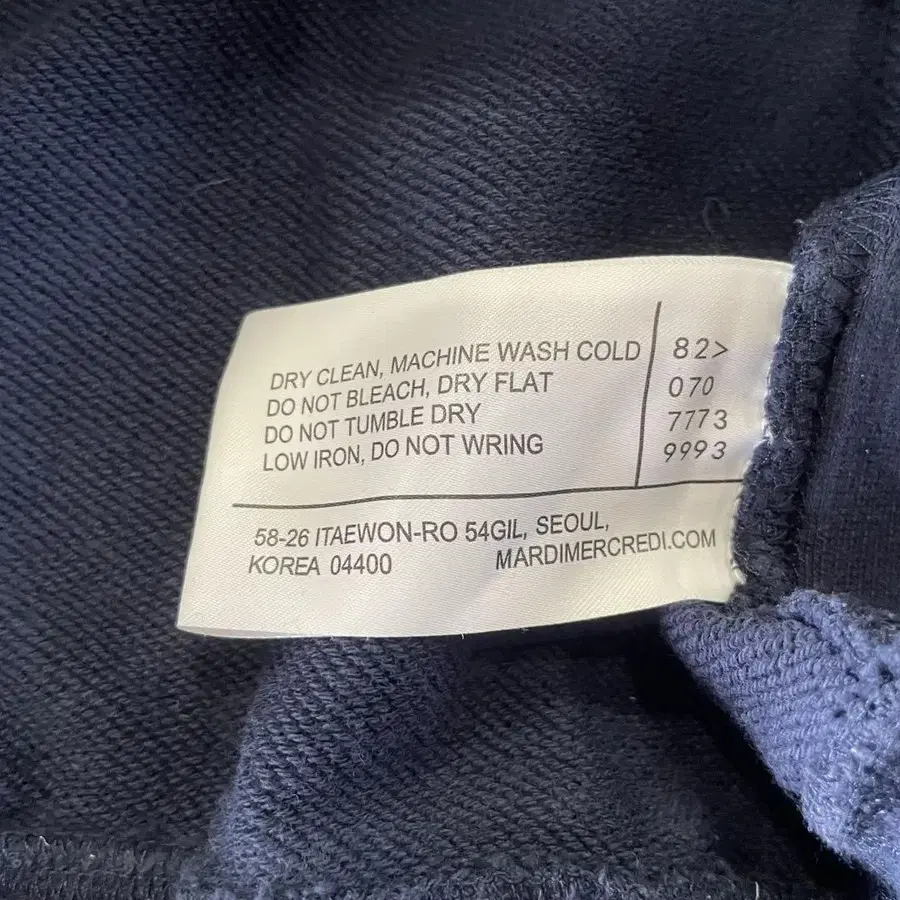 DRY CLEAN, MACHINE WASH COLD
DO NOT BLEACH, DRY FLAT
DO NOT TUMBLE DRY
LOW IRON, DO NOT WRING
82>
070
7773
9993
58-26 ITAEWON-RO 54GIL, SEOUL,
KOREA 04400
MARDIMERCREDI.COM